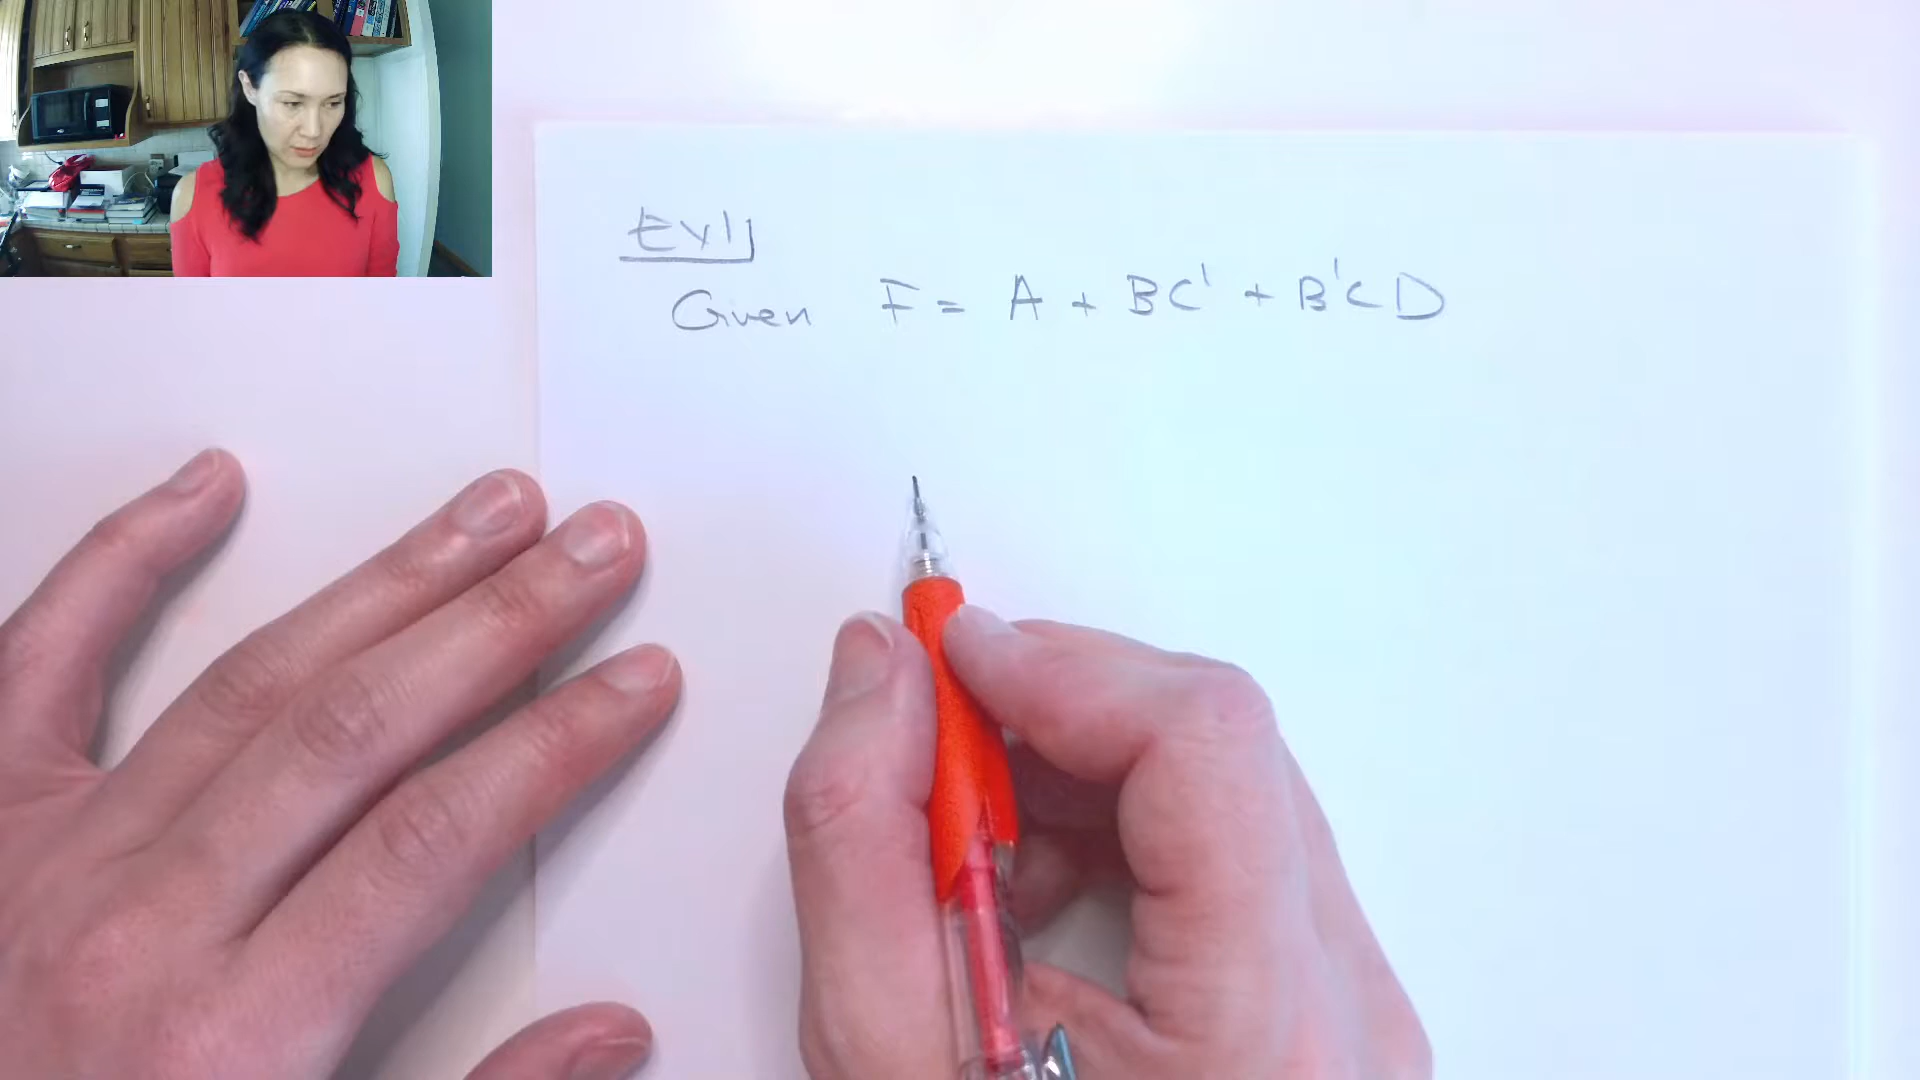 Ex 1
Given F = A + BC' + B'CD